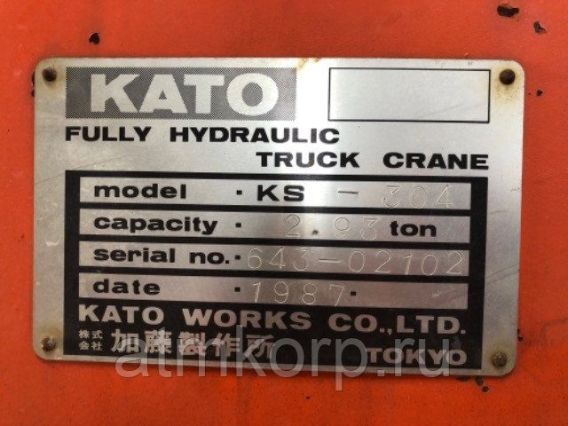 KATO
FULLY HYDRAULIC
TRUCK CRANE
model · KS - 304
capacity · 2.93 ton
serial no. · 643-02102
date · 1987 ·
KATO WORKS CO.,LTD.
株式会社 加藤製作所 TOKYO
atmkorp.ru